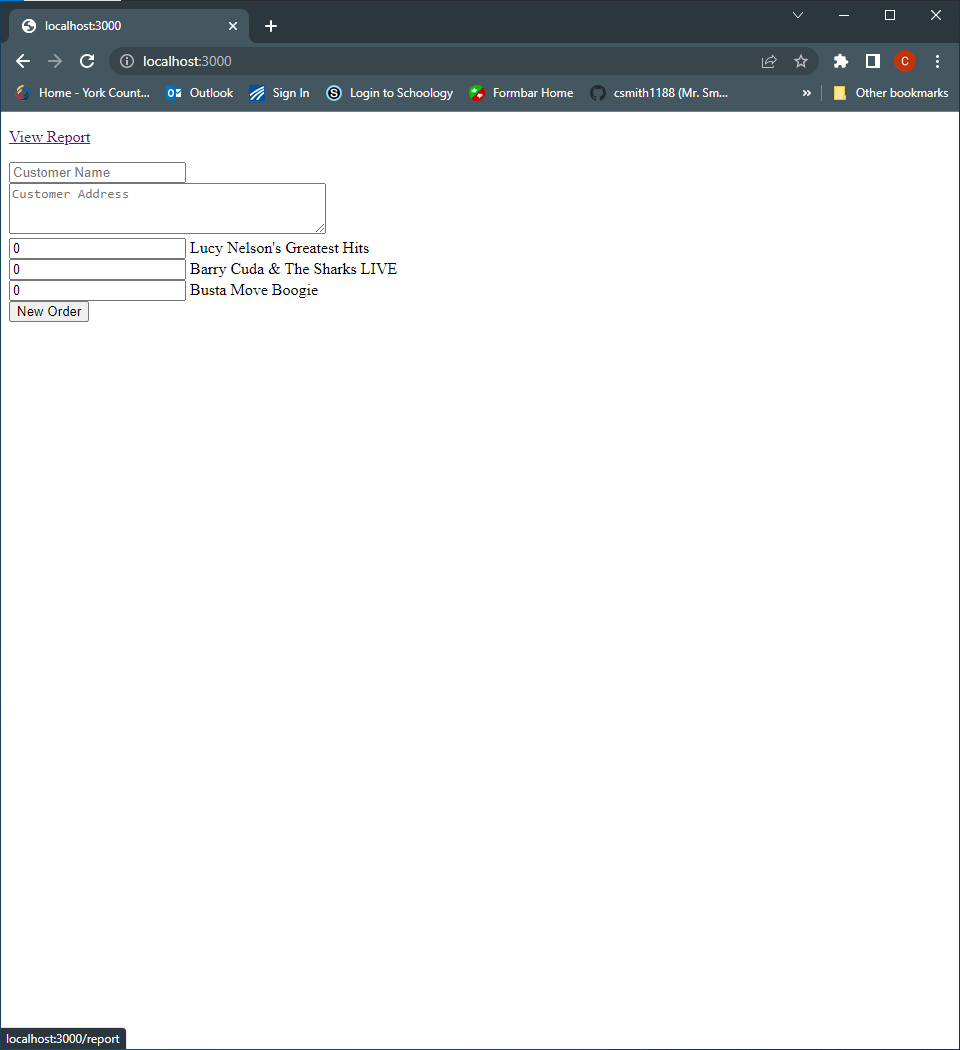 localhost:3000
localhost:3000
Home - York Count... Outlook Sign In Login to Schoology Formbar Home csmith1188 (Mr. Sm... » Other bookmarks
C
View Report
Customer Name
Customer Address
0 Lucy Nelson's Greatest Hits
0 Barry Cuda & The Sharks LIVE
0 Busta Move Boogie
New Order
localhost:3000/report